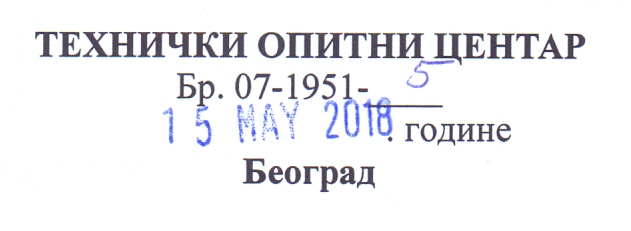 ТЕХНИЧКИ ОПИТНИ ЦЕНТАР
Бр. 07-1951-5
15 MAY 2018. године
Београд